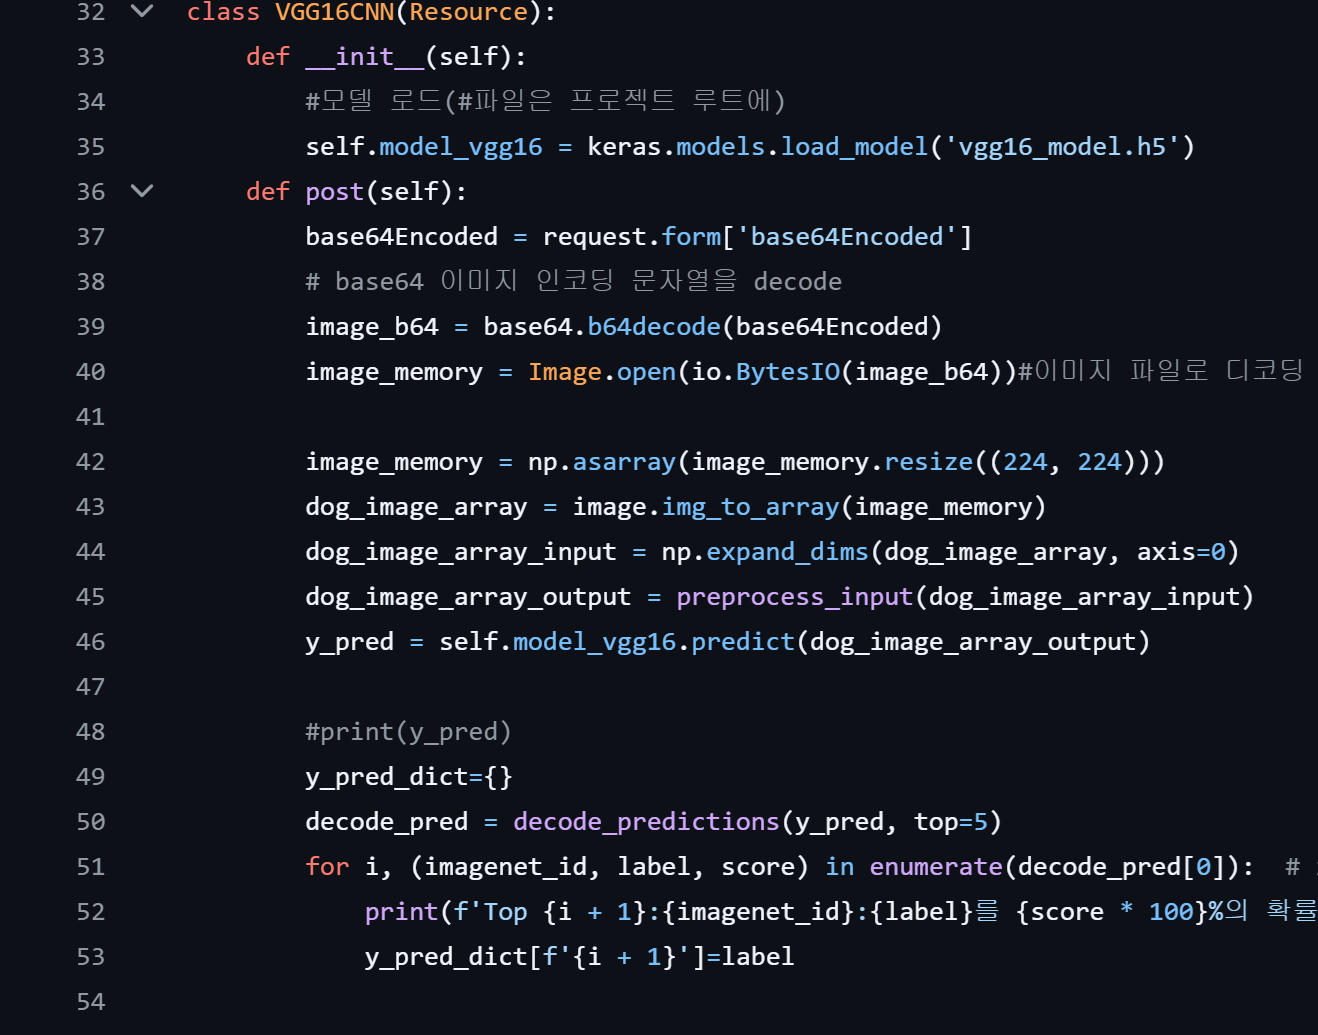 32 class VGG16CNN(Resource):
33 def __init__(self):
34 #모델 로드(#파일은 프로젝트 루트에)
35 self.model_vgg16 = keras.models.load_model('vgg16_model.h5')
36 def post(self):
37 base64Encoded = request.form['base64Encoded']
38 # base64 이미지 인코딩 문자열을 decode
39 image_b64 = base64.b64decode(base64Encoded)
40 image_memory = Image.open(io.BytesIO(image_b64))#이미지 파일로 디코딩
41
42 image_memory = np.asarray(image_memory.resize((224, 224)))
43 dog_image_array = image.img_to_array(image_memory)
44 dog_image_array_input = np.expand_dims(dog_image_array, axis=0)
45 dog_image_array_output = preprocess_input(dog_image_array_input)
46 y_pred = self.model_vgg16.predict(dog_image_array_output)
47
48 #print(y_pred)
49 y_pred_dict={}
50 decode_pred = decode_predictions(y_pred, top=5)
51 for i, (imagenet_id, label, score) in enumerate(decode_pred[0]): #
52 print(f'Top {i + 1}:{imagenet_id}:{label}를 {score * 100}%의 확률
53 y_pred_dict[f'{i + 1}']=label
54